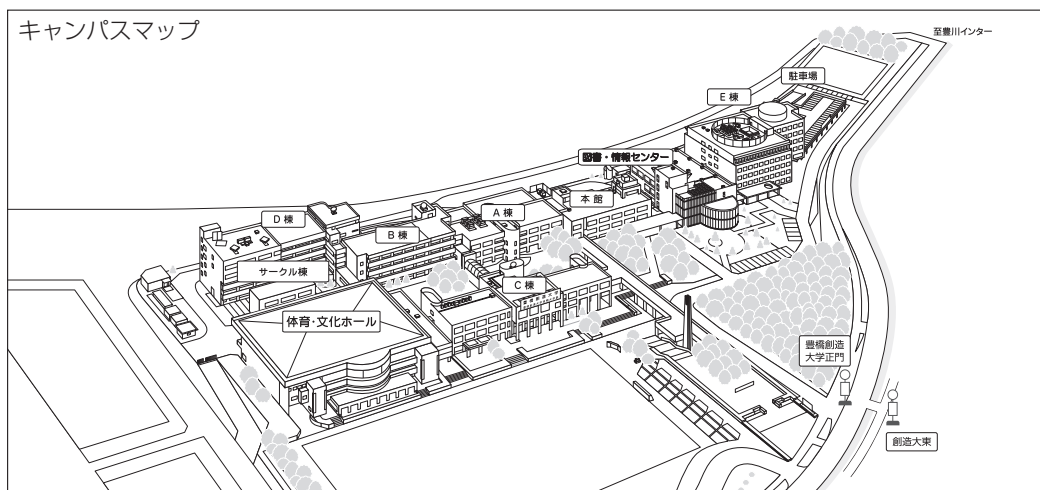 キャンパスマップ
至豊川インター
駐車場
E 棟
図書・情報センター
本 館
A 棟
D 棟
B 棟
サークル棟
C 棟
体育・文化ホール
豊橋創造
大学正門
創造大東